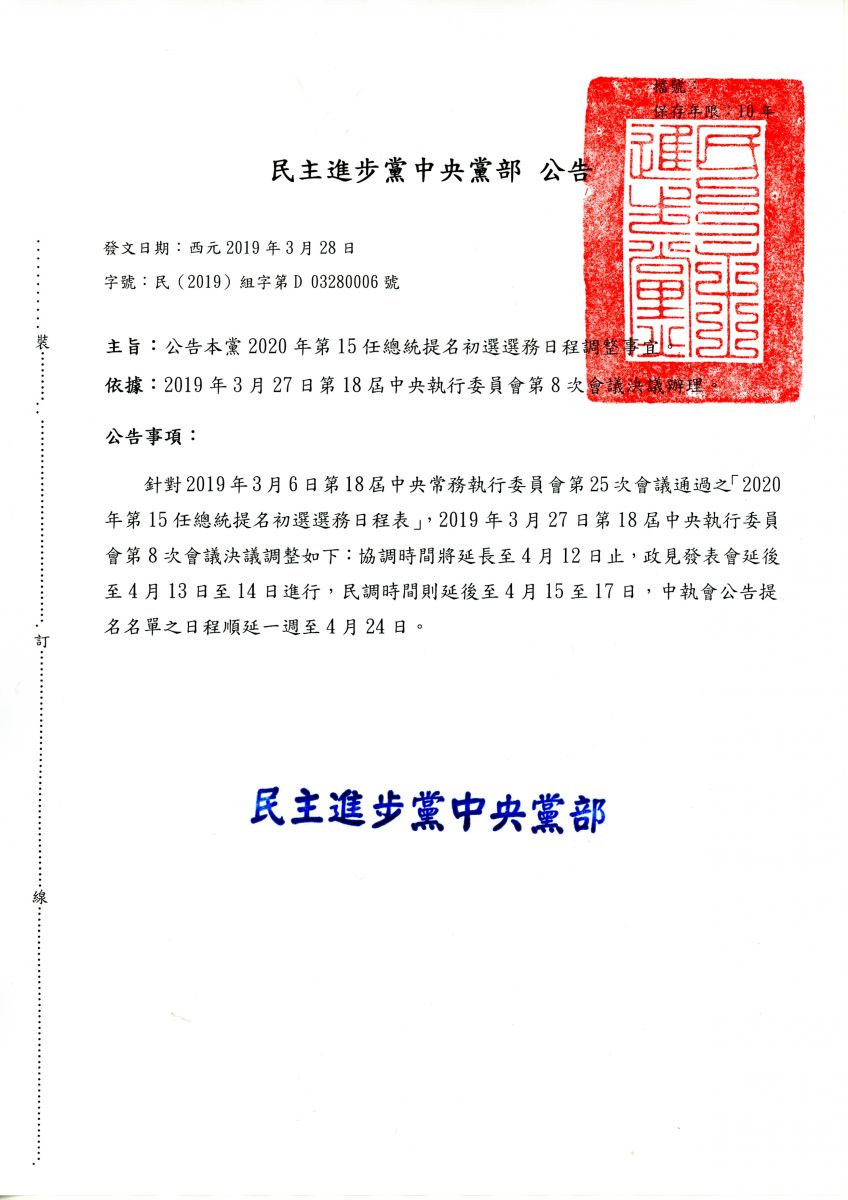 檔號：
保存年限：10年
民主進步黨中央黨部 公告
發文日期：西元2019年3月28日
字號：民（2019）組字第D 03280006號
主旨：公告本黨2020年第15任總統提名初選選務日程調整事宜。
依據：2019年3月27日第18屆中央執行委員會第8次會議決議辦理。
公告事項：
針對2019年3月6日第18屆中央常務執行委員會第25次會議通過之「2020
年第15任總統提名初選選務日程表」，2019年3月27日第18屆中央執行委員
會第8次會議決議調整如下：協調時間將延長至4月12日止，政見發表會延後
至4月13日至14日進行，民調時間則延後至4月15至17日，中執會公告提
名名單之日程順延一週至4月24日。
民主進步黨中央黨部
裝
訂
線